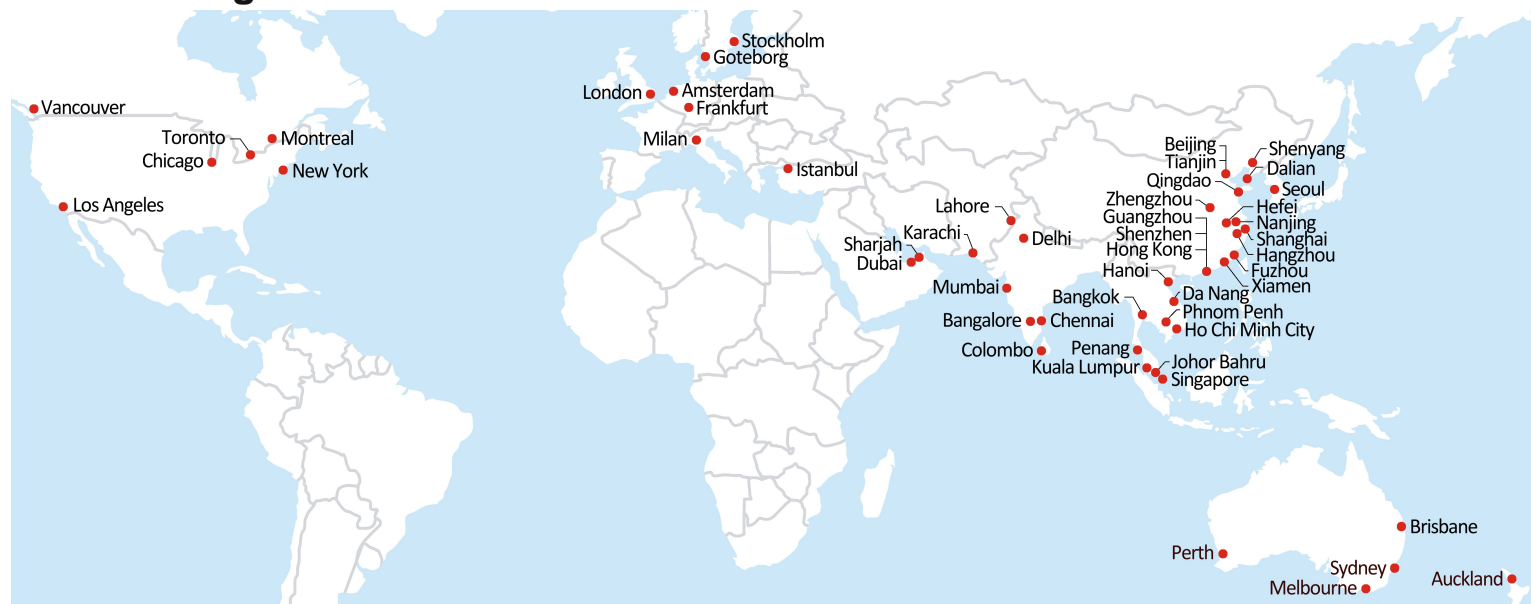 Stockholm
Goteborg
London
Amsterdam
Frankfurt
Vancouver
Toronto
Montreal
Milan
Chicago
New York
Istanbul
Los Angeles
Beijing
Tianjin
Shenyang
Dalian
Qingdao
Seoul
Zhengzhou
Hefei
Lahore
Guangzhou
Nanjing
Karachi
Shenzhen
Shanghai
Delhi
Sharjah
Hong Kong
Hangzhou
Dubai
Hanoi
Fuzhou
Xiamen
Mumbai
Bangkok
Da Nang
Phnom Penh
Bangalore
Chennai
Ho Chi Minh City
Colombo
Penang
Johor Bahru
Kuala Lumpur
Singapore
Brisbane
Perth
Sydney
Auckland
Melbourne